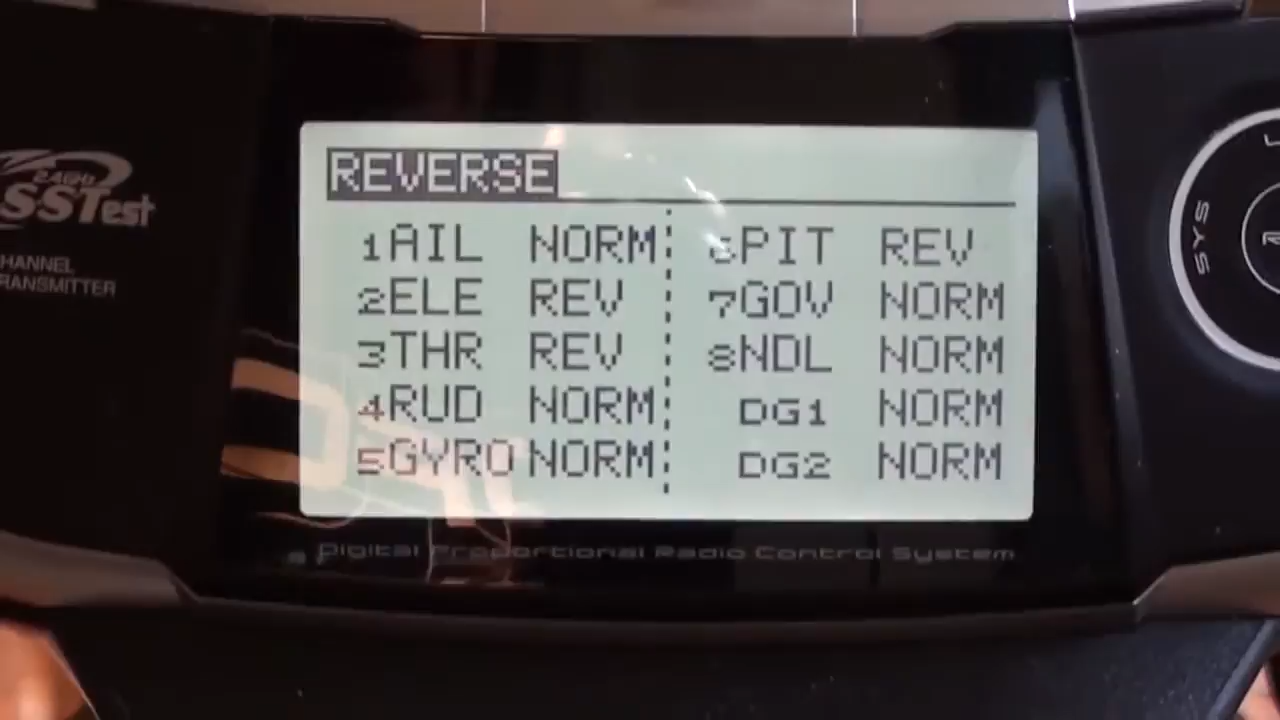 REVERSE
1AIL NORM
2ELE REV
3THR REV
4RUD NORM
5GYRO NORM
6PIT REV
7GOV NORM
8NDL NORM
DG1 NORM
DG2 NORM
Digital Proportional Radio Control System
2.4GHz
SSTest
HANNEL
RANSMITTER
SYS